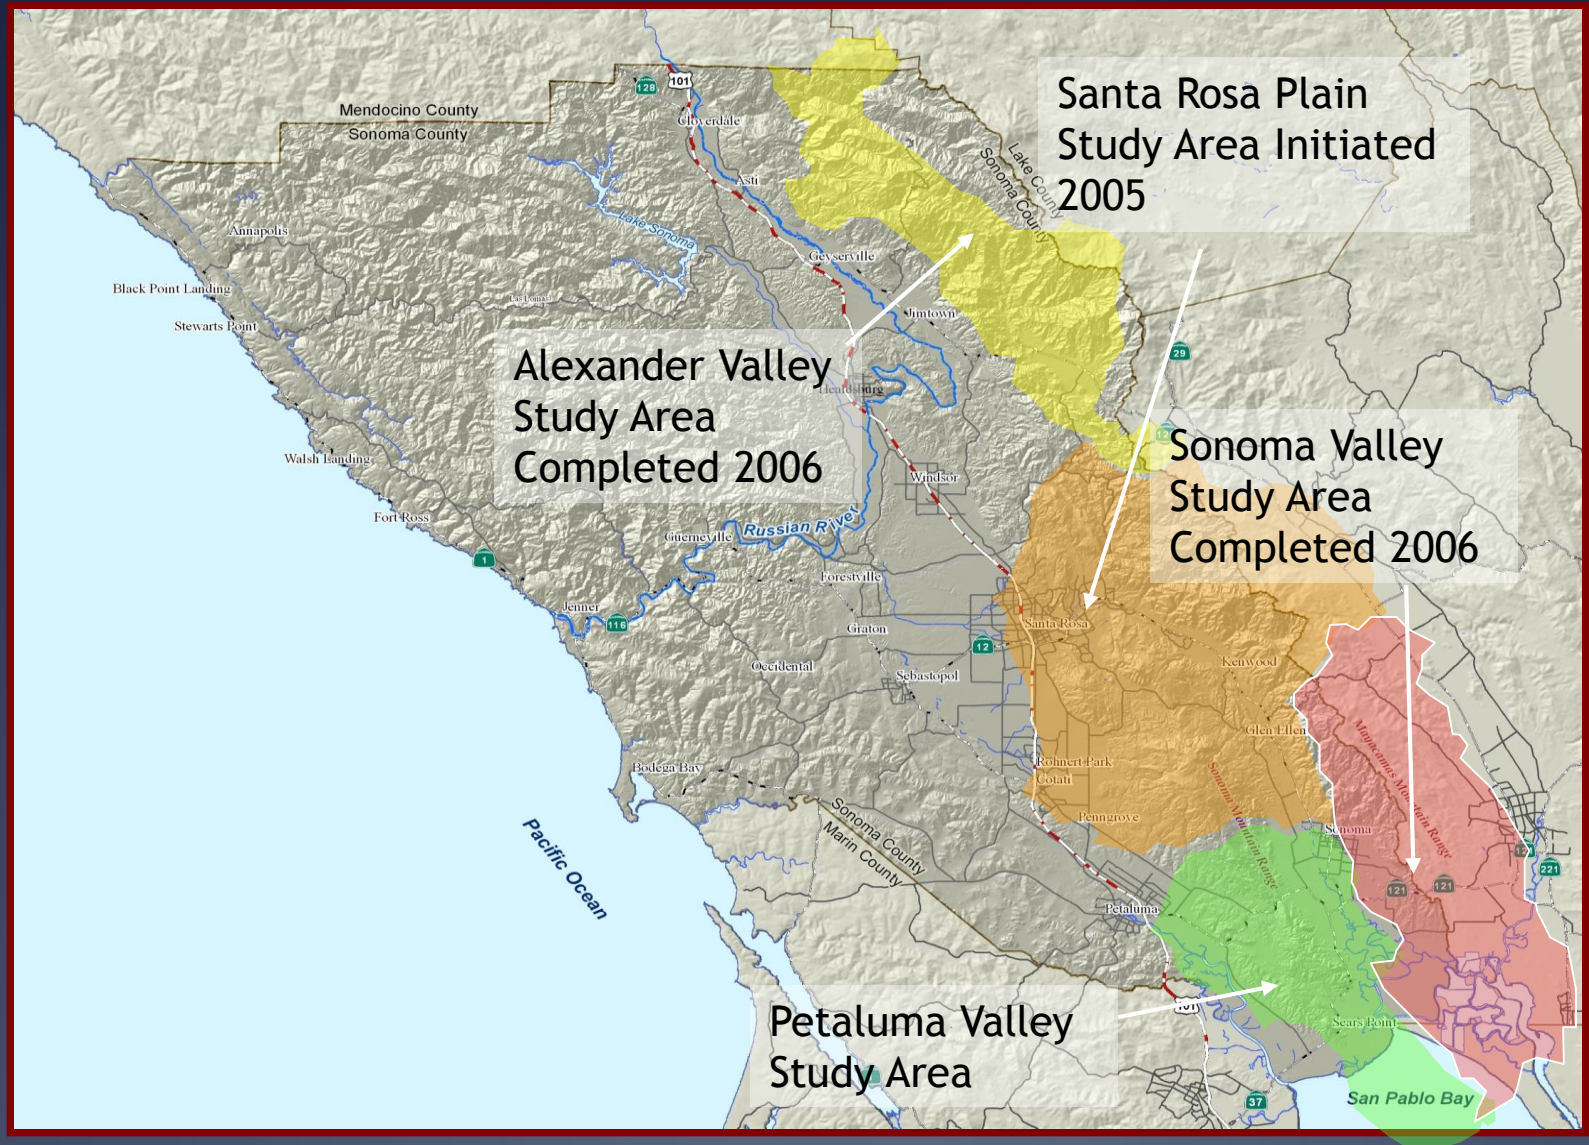 Santa Rosa Plain
Study Area Initiated
2005
Alexander Valley
Study Area
Completed 2006
Sonoma Valley
Study Area
Completed 2006
Petaluma Valley
Study Area
Mendocino County
Sonoma County
128
101
Cloverdale
Asti
Lake County
Sonoma County
Lake Sonoma
Annapolis
Geyserville
Black Point Landing
Las Lomas
Stewarts Point
Jimtown
29
Healdsburg
Walsh Landing
Windsor
Fort Ross
Russian River
Guerneville
1
Forestville
Jenner
116
Graton
Santa Rosa
12
Occidental
Sebastopol
Kenwood
Glen Ellen
Mayacamas Mountain Range
Sonoma Mountain Range
Bodega Bay
Rohnert Park
Cotati
Penngrove
Sonoma
Sonoma County
Marin County
Pacific Ocean
221
121
121
Petaluma
101
Sears Point
San Pablo Bay
37